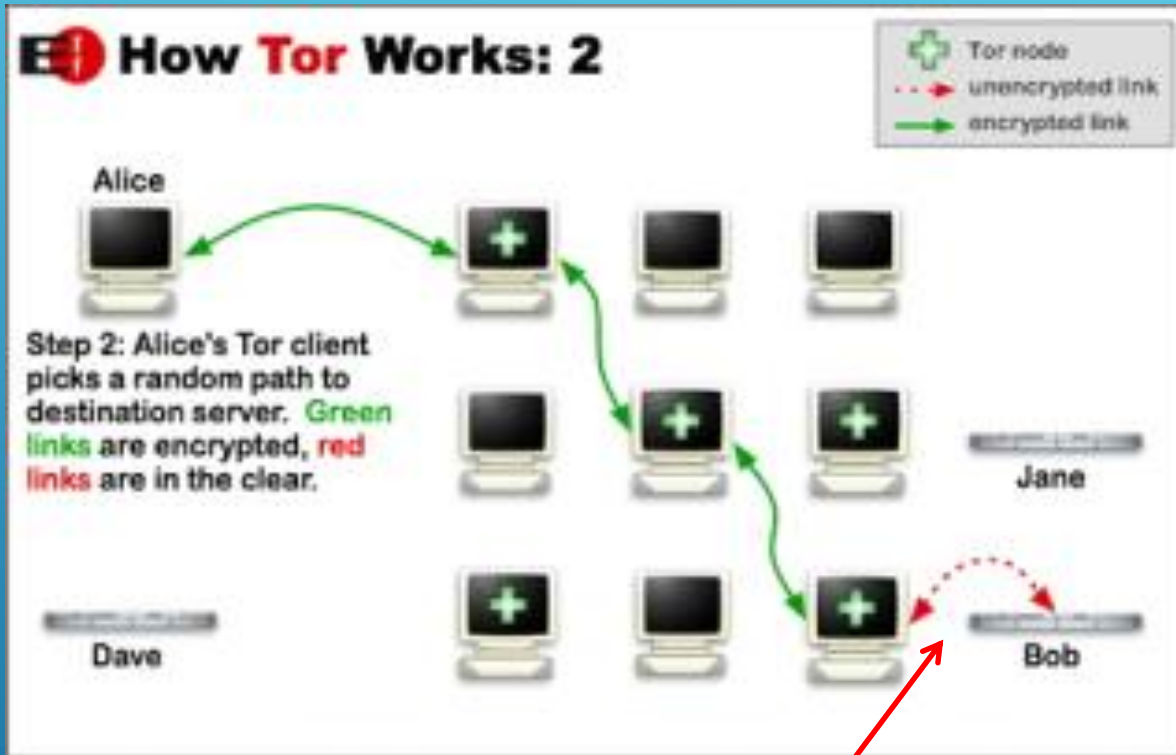 EFF How Tor Works: 2
Tor node
unencrypted link
encrypted link
Alice
Step 2: Alice's Tor client
picks a random path to
destination server. Green
links are encrypted, red
links are in the clear.
Jane
Dave
Bob